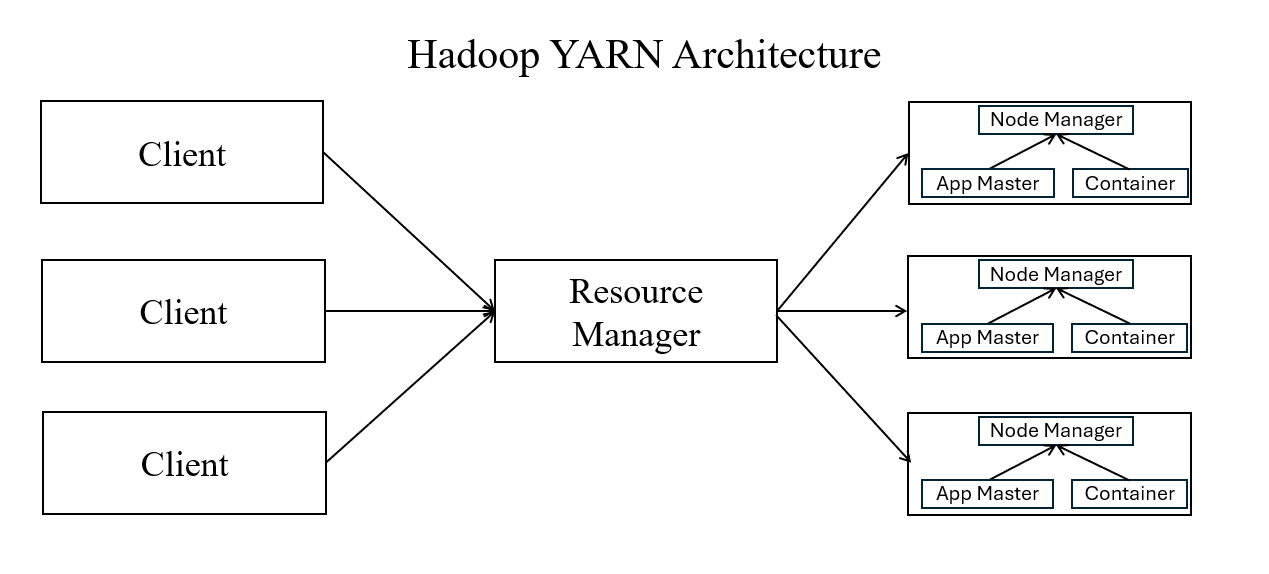 Hadoop YARN Architecture
Client
Client
Client
Resource
Manager
Node Manager
App Master
Container
Node Manager
App Master
Container
Node Manager
App Master
Container